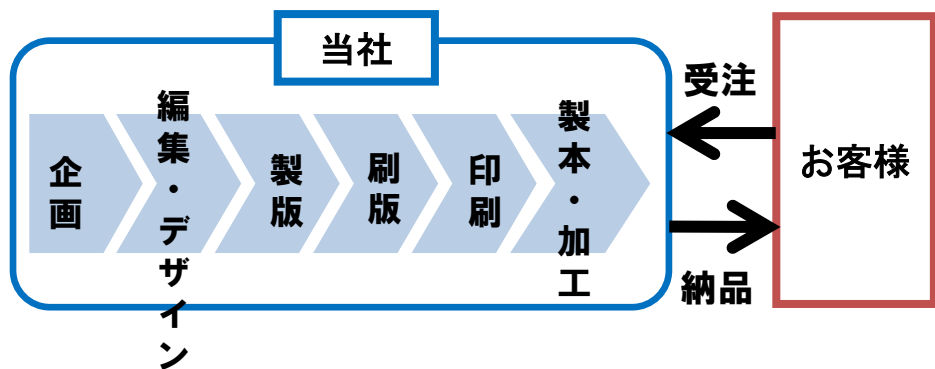 当社
企画
編集・デザイン
製版
刷版
印刷
製本・加工
受注
納品
お客様